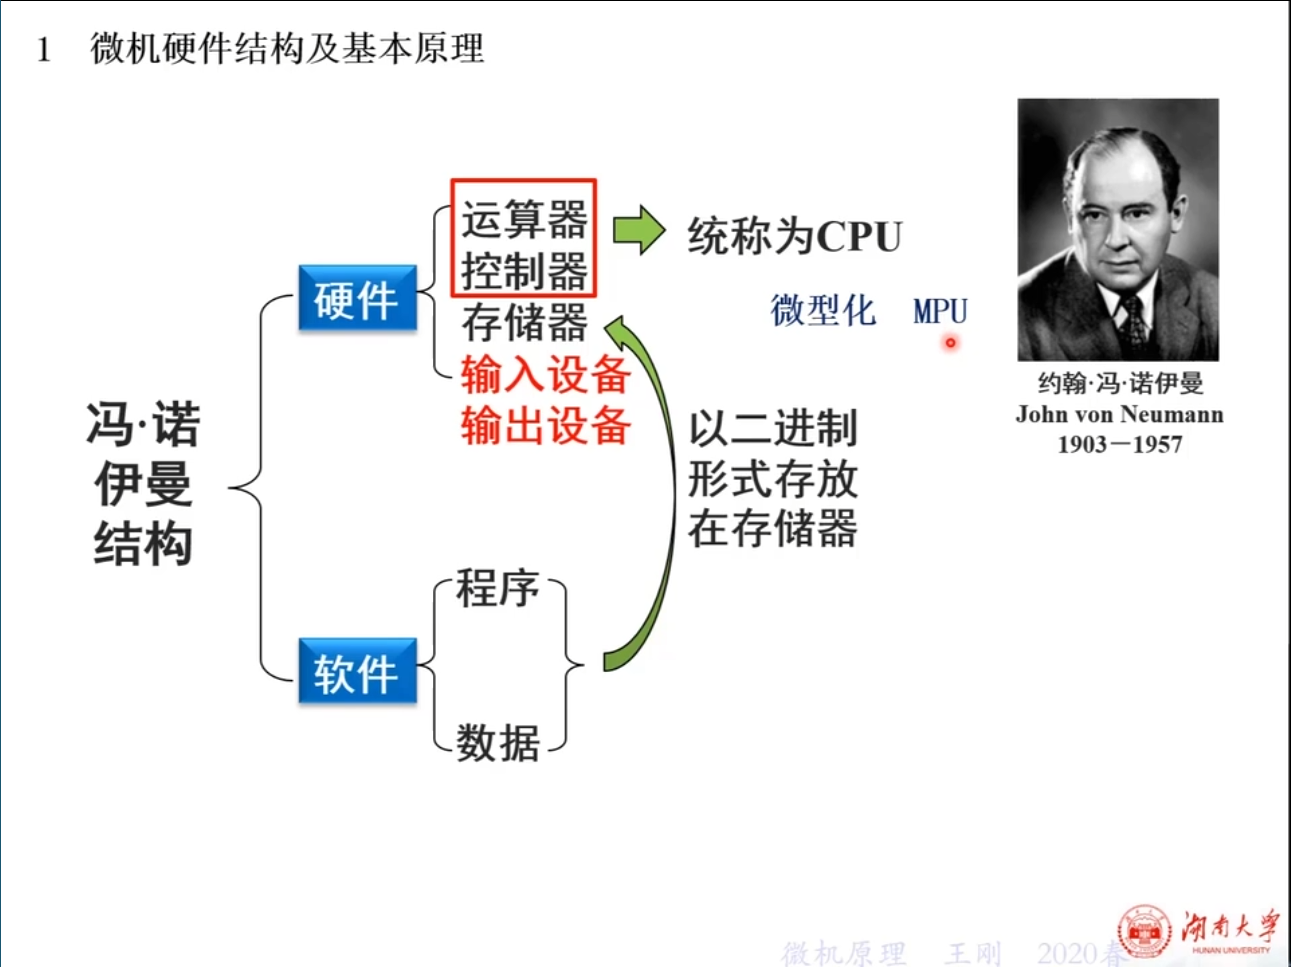 1 微机硬件结构及基本原理
运算器
控制器
存储器
输入设备
输出设备
统称为CPU
微型化 MPU
硬件
冯·诺
伊曼
结构
以二进制
形式存放
在存储器
程序
软件
数据
约翰·冯·诺伊曼
John von Neumann
1903－1957
微机原理 王刚 2020春
湖南大学
HUNAN UNIVERSITY